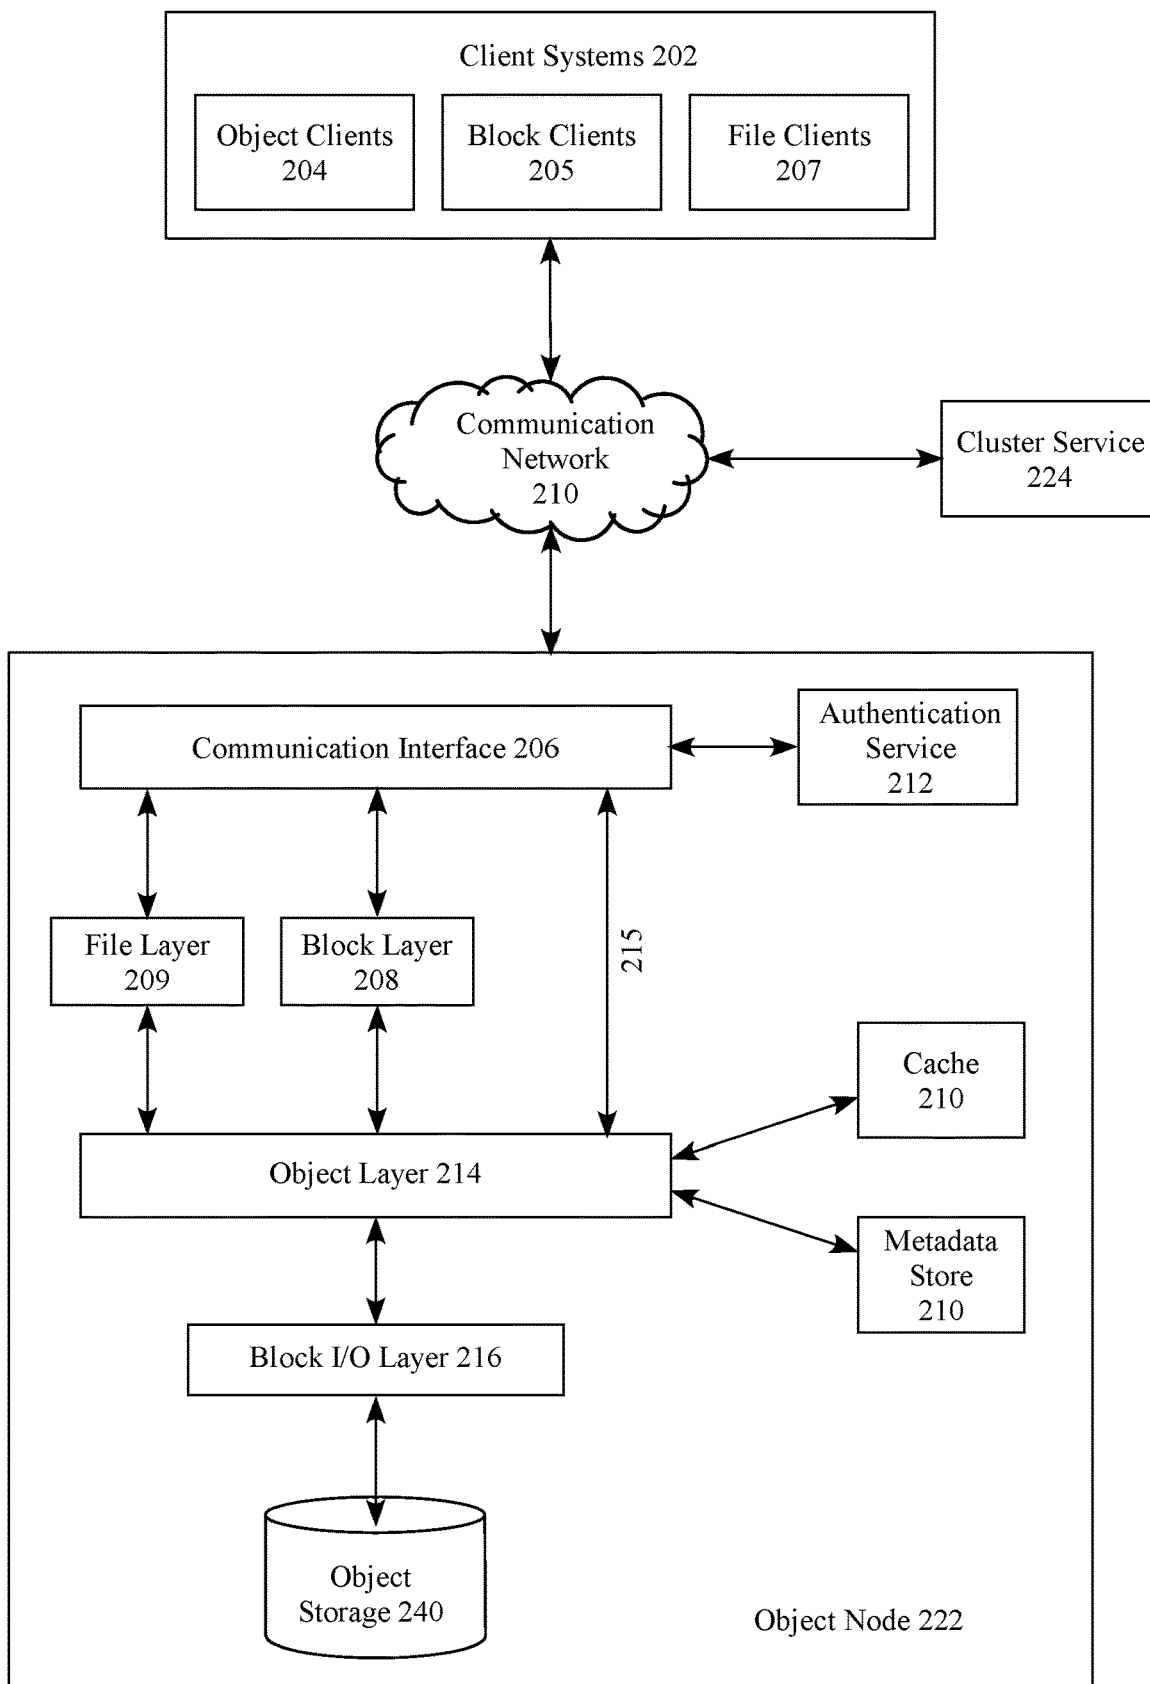 Client Systems 202
Object Clients
204
Block Clients
205
File Clients
207
Communication
Network
210
Cluster Service
224
Communication Interface 206
Authentication
Service
212
File Layer
209
Block Layer
208
215
Cache
210
Object Layer 214
Metadata
Store
210
Block I/O Layer 216
Object
Storage 240
Object Node 222